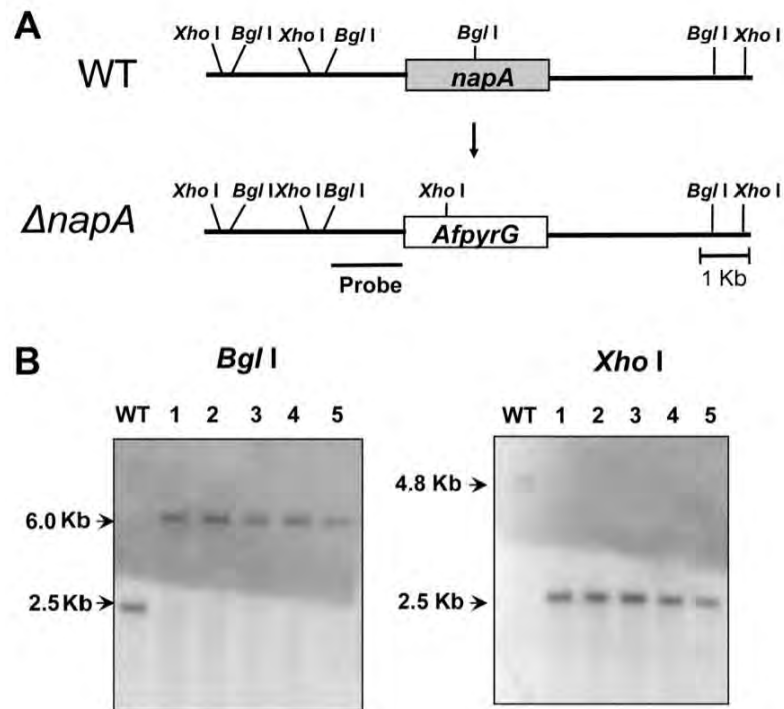 A
Xho I Bgl I Xho I Bgl I Bgl I Bgl I Xho I
WT
napA
Xho I Bgl I Xho I Bgl I Xho I Bgl I Xho I
ΔnapA
AfpyrG
Probe
1 Kb
B
Bgl I
Xho I
WT 1 2 3 4 5
WT 1 2 3 4 5
6.0 Kb
2.5 Kb
4.8 Kb
2.5 Kb